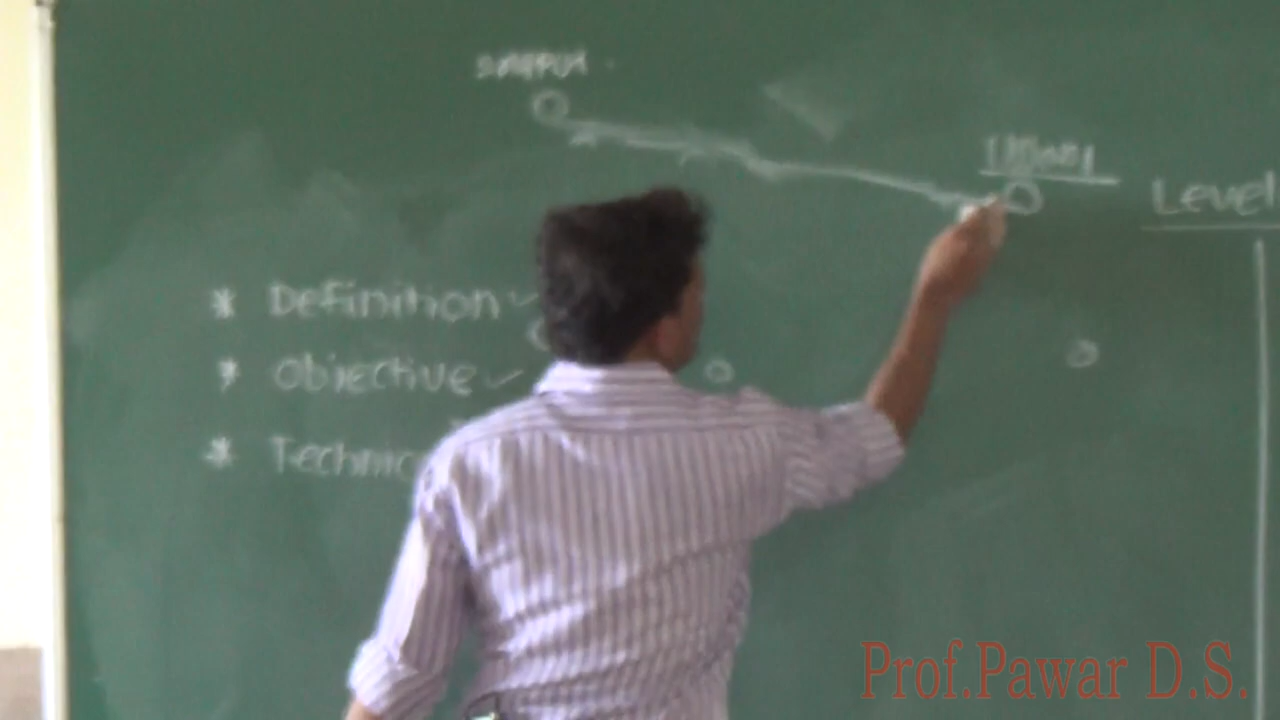 Level
* Definition ✓
* Objective ✓
* Technic
Prof.Pawar D.S.